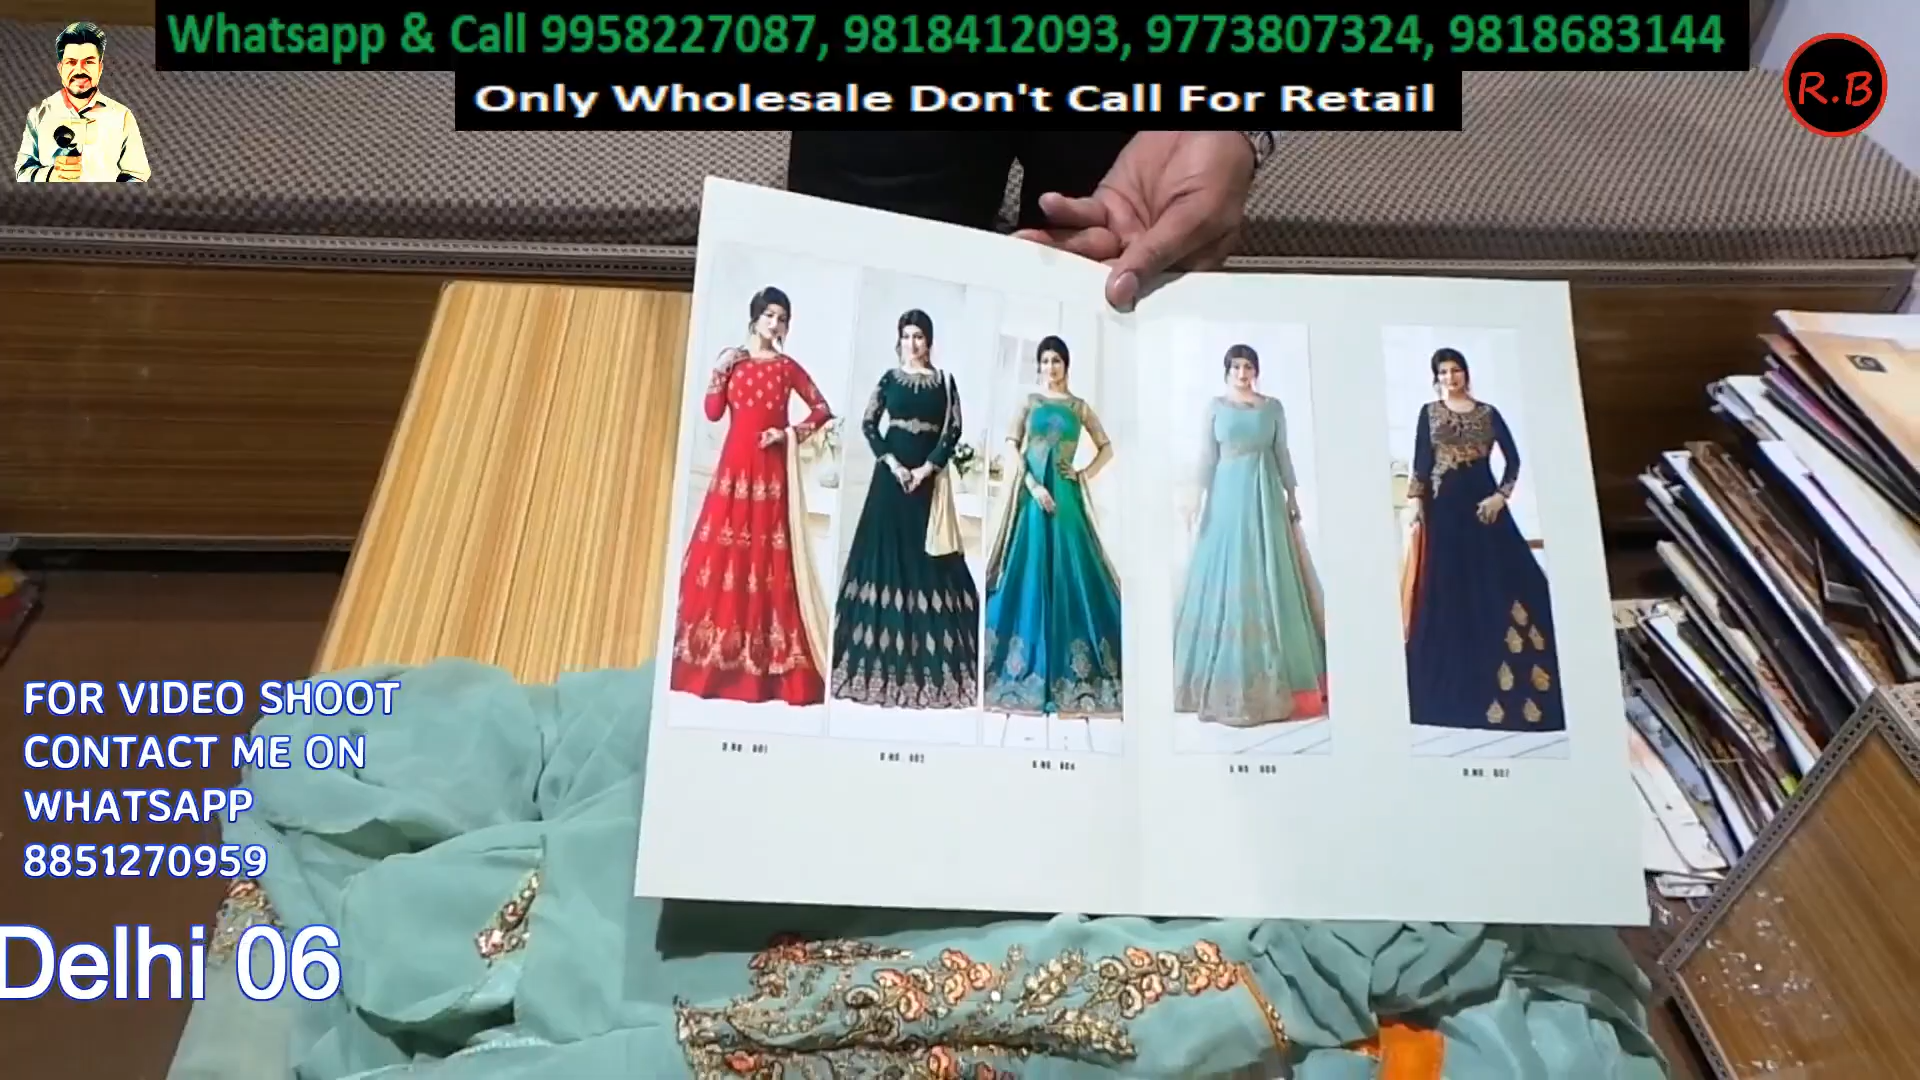 Whatsapp & Call 9958227087, 9818412093, 9773807324, 9818683144
Only Wholesale Don't Call For Retail
R.B
FOR VIDEO SHOOT
CONTACT ME ON
WHATSAPP
8851270959
Delhi 06